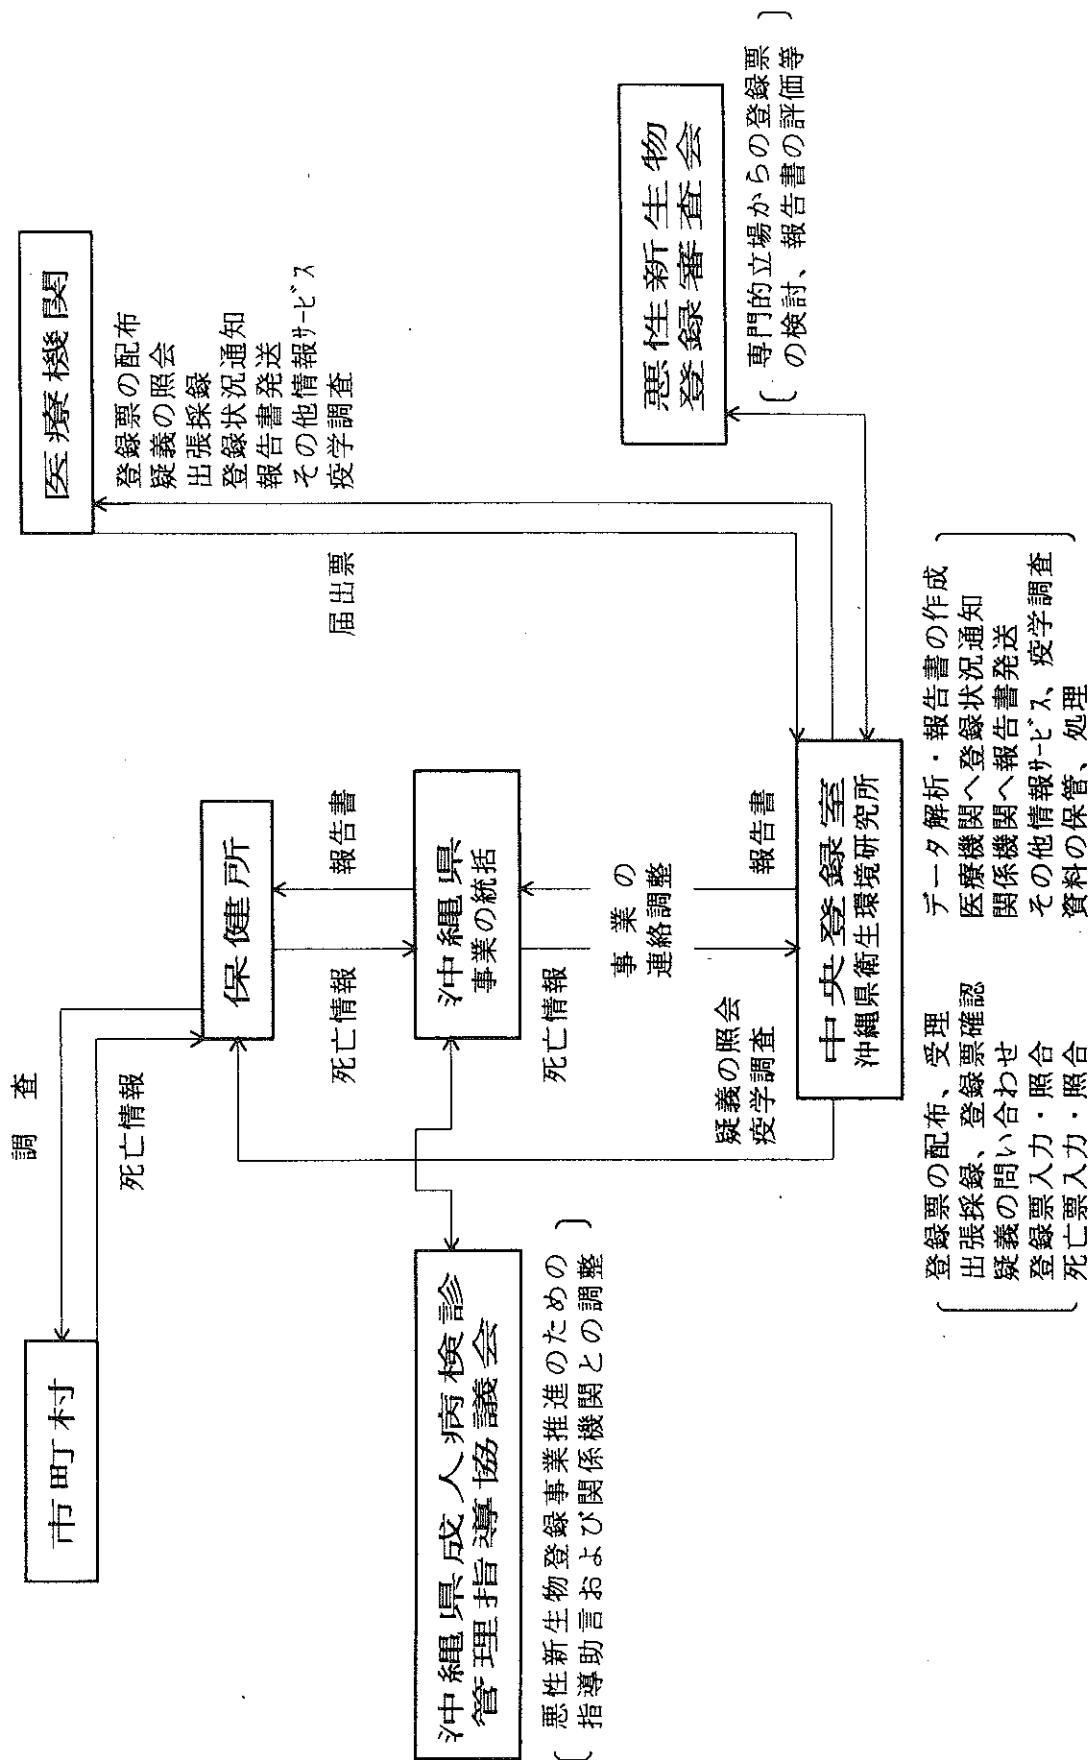 市町村
調査
死亡情報
医療機関
登録票の配布
疑義の照会
出張採録
登録状況通知
報告書発送
その他情報サービス
疫学調査
保健所
死亡情報
報告書
届出票
沖縄県成人病検診
管理指導協議会
悪性新生物登録事業推進のための
指導助言および関係機関との調整
沖縄県
事業の統括
死亡情報
事業の
連絡調整
報告書
疑義の照会
疫学調査
悪性新生物
登録審査会
専門的立場からの登録票
の検討、報告書の評価等
中央登録室
沖縄県衛生環境研究所
登録票の配布、受理
出張採録、登録票確認
疑義の問い合わせ
登録票入力・照合
死亡票入力・照合
データ解析・報告書の作成
医療機関へ登録状況通知
関係機関へ報告書発送
その他情報サービス、疫学調査
資料の保管、処理